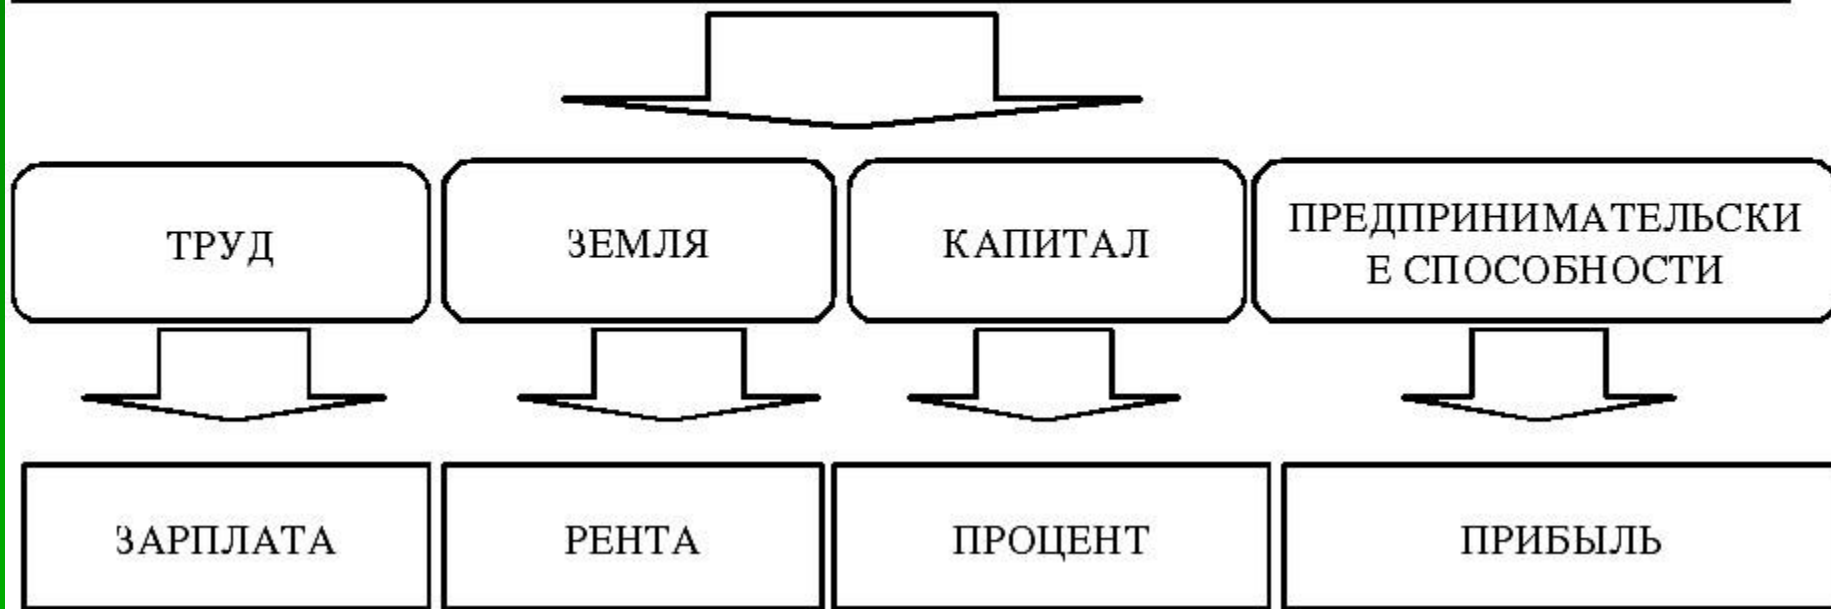 ТРУД
ЗЕМЛЯ
КАПИТАЛ
ПРЕДПРИНИМАТЕЛЬСКИ
Е СПОСОБНОСТИ
ЗАРПЛАТА
РЕНТА
ПРОЦЕНТ
ПРИБЫЛЬ